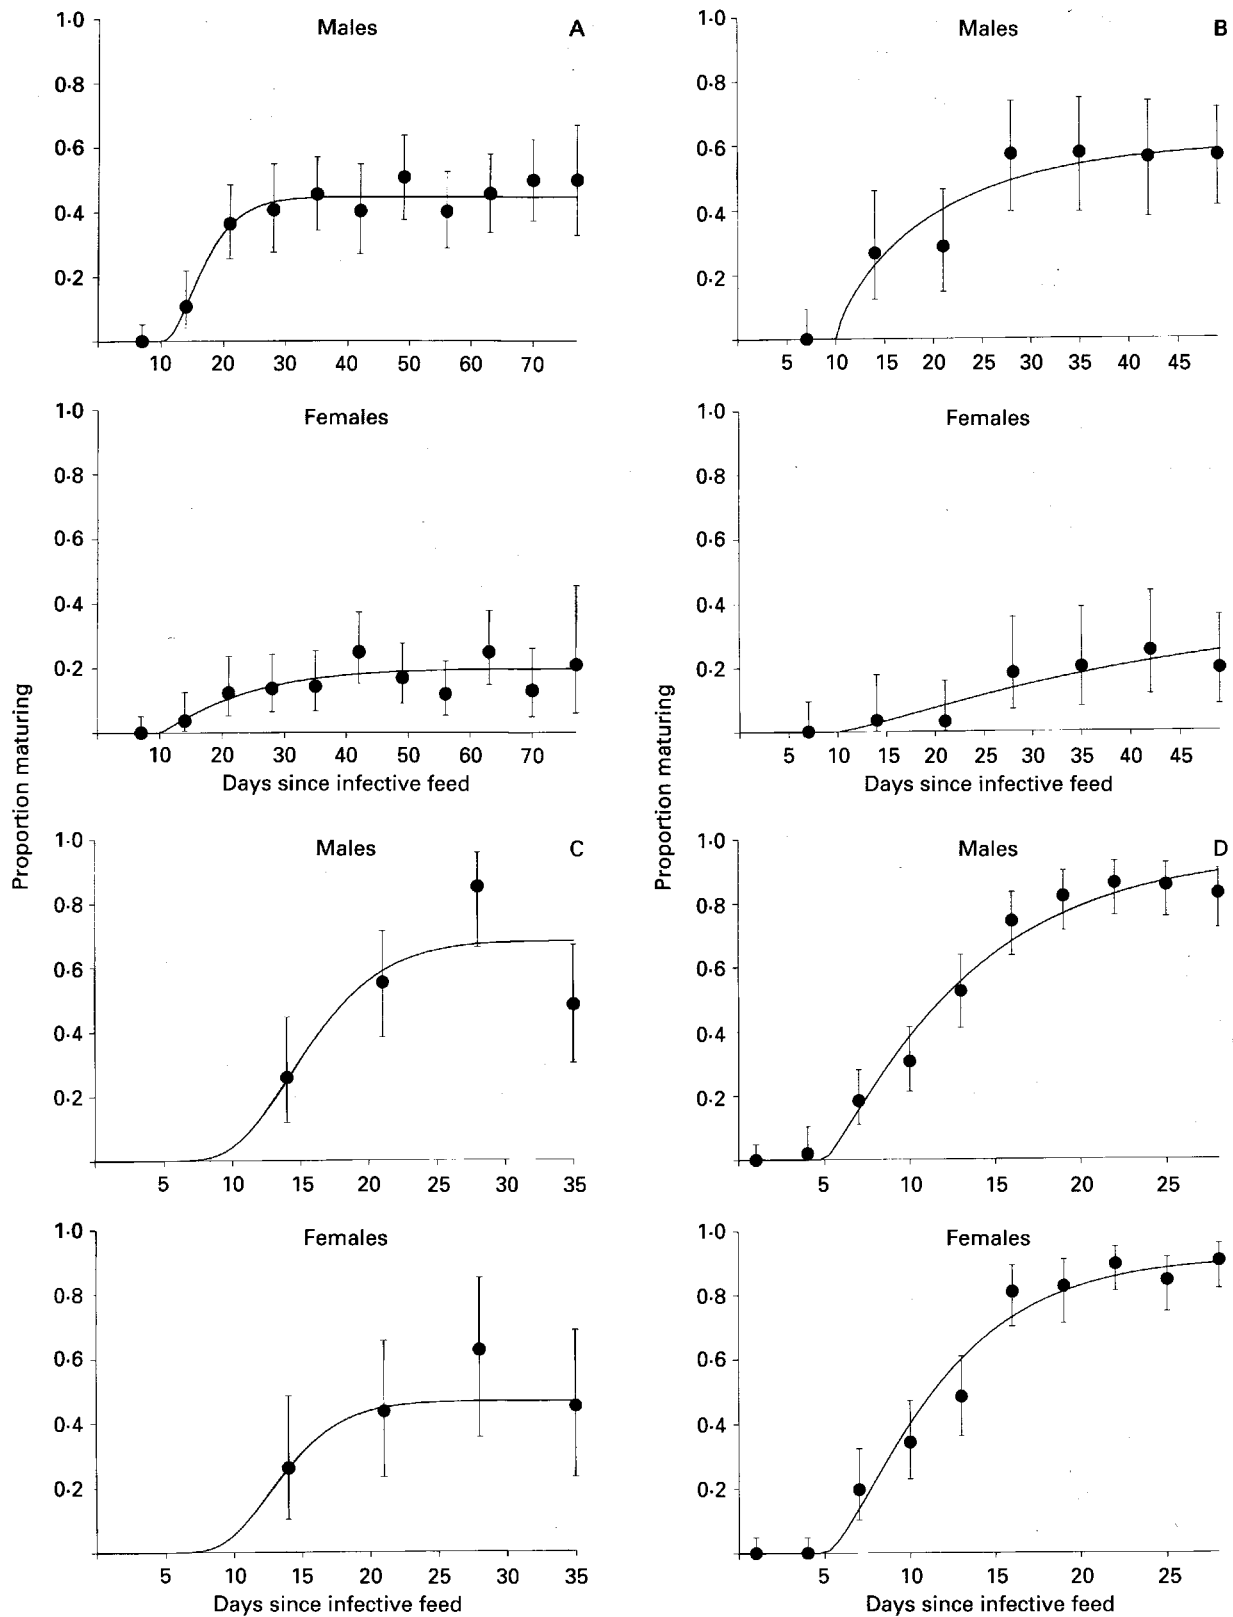 Males A
1·0
0·8
0·6
0·4
0·2
10 20 30 40 50 60 70
Females
1·0
0·8
0·6
0·4
0·2
10 20 30 40 50 60 70
Days since infective feed
Males B
1·0
0·8
0·6
0·4
0·2
5 10 15 21 25 30 35 40 45
Females
1·0
0·8
0·6
0·4
0·2
5 10 15 21 25 30 35 40 45
Days since infective feed
Proportion maturing
Proportion maturing
Males C
1·0
0·8
0·6
0·4
0·2
5 10 15 20 25 30 35
Females
1·0
0·8
0·6
0·4
0·2
5 10 15 20 25 30 35
Days since infective feed
Males D
1·0
0·8
0·6
0·4
0·2
5 10 15 20 25
Females
1·0
0·8
0·6
0·4
0·2
5 10 15 20 25
Days since infective feed